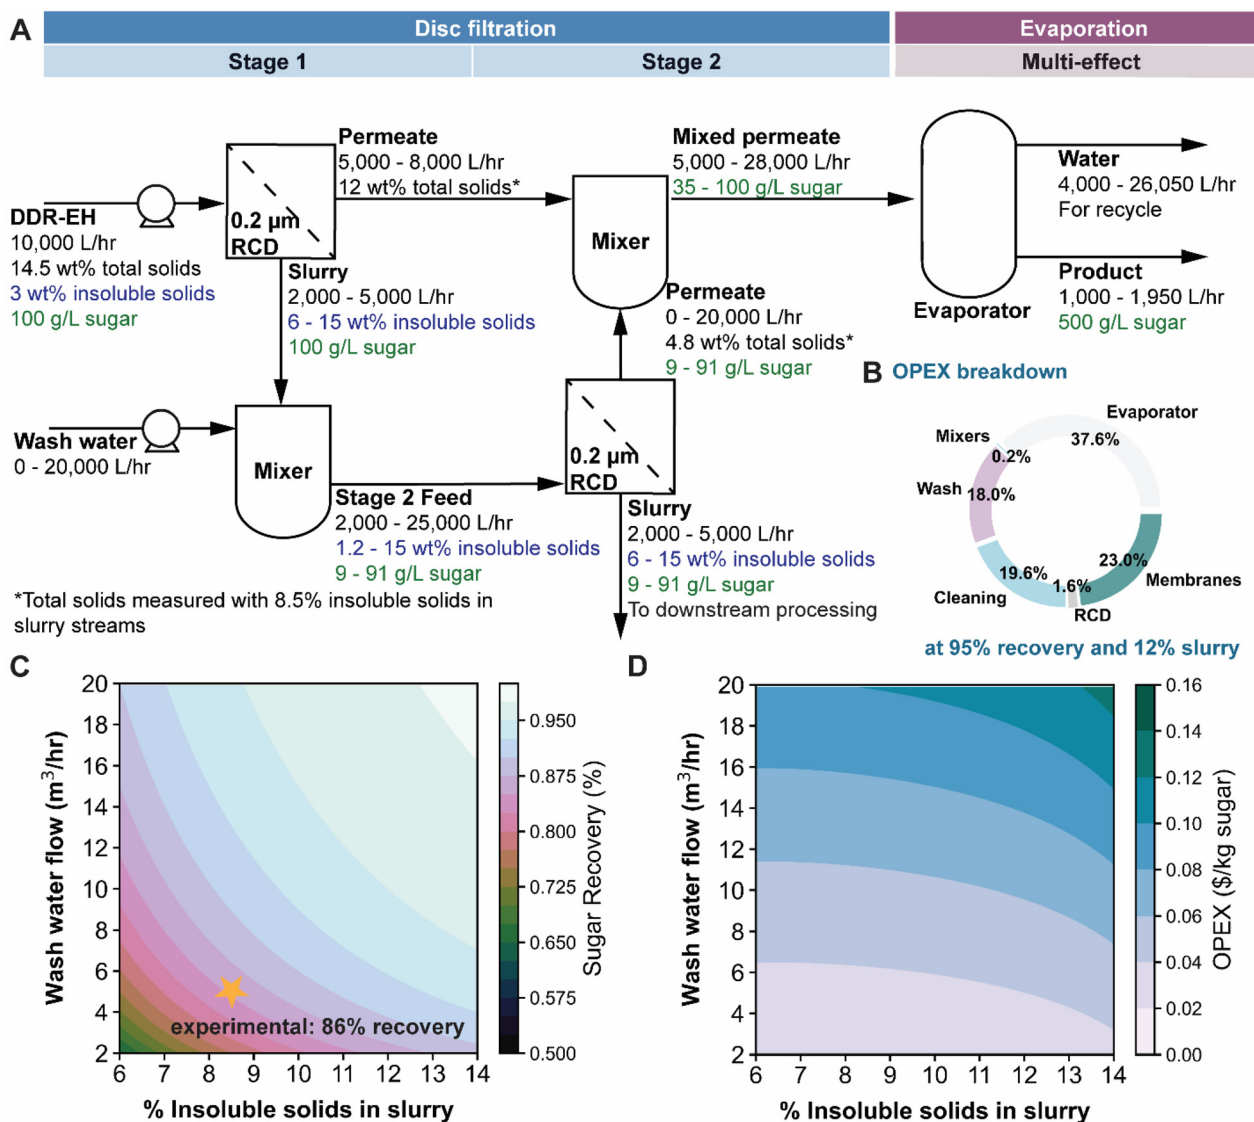 A
Disc filtration
Evaporation
Stage 1
Stage 2
Multi-effect
DDR-EH
10,000 L/hr
14.5 wt% total solids
3 wt% insoluble solids
100 g/L sugar
0.2 µm
RCD
Permeate
5,000 - 8,000 L/hr
12 wt% total solids*
Slurry
2,000 - 5,000 L/hr
6 - 15 wt% insoluble solids
100 g/L sugar
Mixer
Mixed permeate
5,000 - 28,000 L/hr
35 - 100 g/L sugar
Permeate
0 - 20,000 L/hr
4.8 wt% total solids*
9 - 91 g/L sugar
Evaporator
Water
4,000 - 26,050 L/hr
For recycle
Product
1,000 - 1,950 L/hr
500 g/L sugar
Wash water
0 - 20,000 L/hr
Mixer
Stage 2 Feed
2,000 - 25,000 L/hr
1.2 - 15 wt% insoluble solids
9 - 91 g/L sugar
0.2 µm
RCD
Slurry
2,000 - 5,000 L/hr
6 - 15 wt% insoluble solids
9 - 91 g/L sugar
To downstream processing
*Total solids measured with 8.5% insoluble solids in
slurry streams
B OPEX breakdown
Evaporator
37.6%
Mixers
0.2%
Wash
18.0%
Cleaning
19.6%
RCD
1.6%
Membranes
23.0%
at 95% recovery and 12% slurry
C
Wash water flow (m³/hr)
20
18
16
14
12
10
8
6
4
2
experimental: 86% recovery
6 7 8 9 10 11 12 13 14
% Insoluble solids in slurry
0.950
0.875
0.800
0.725
0.650
0.575
0.500
Sugar Recovery (%)
D
Wash water flow (m³/hr)
20
18
16
14
12
10
8
6
4
2
6 7 8 9 10 11 12 13 14
% Insoluble solids in slurry
0.16
0.14
0.12
0.10
0.08
0.06
0.04
0.02
0.00
OPEX ($/kg sugar)